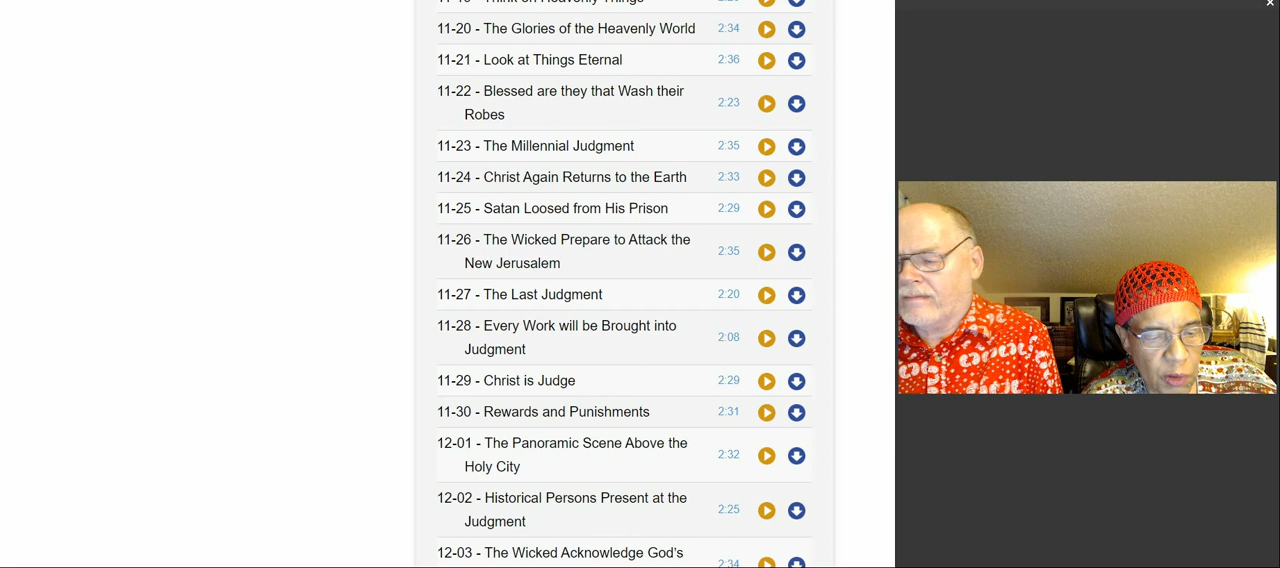 11-20 - The Glories of the Heavenly World 2:34
11-21 - Look at Things Eternal 2:36
11-22 - Blessed are they that Wash their
Robes 2:23
11-23 - The Millennial Judgment 2:35
11-24 - Christ Again Returns to the Earth 2:33
11-25 - Satan Loosed from His Prison 2:29
11-26 - The Wicked Prepare to Attack the
New Jerusalem 2:35
11-27 - The Last Judgment 2:20
11-28 - Every Work will be Brought into
Judgment 2:08
11-29 - Christ is Judge 2:29
11-30 - Rewards and Punishments 2:31
12-01 - The Panoramic Scene Above the
Holy City 2:32
12-02 - Historical Persons Present at the
Judgment 2:25
12-03 - The Wicked Acknowledge God's
2:34